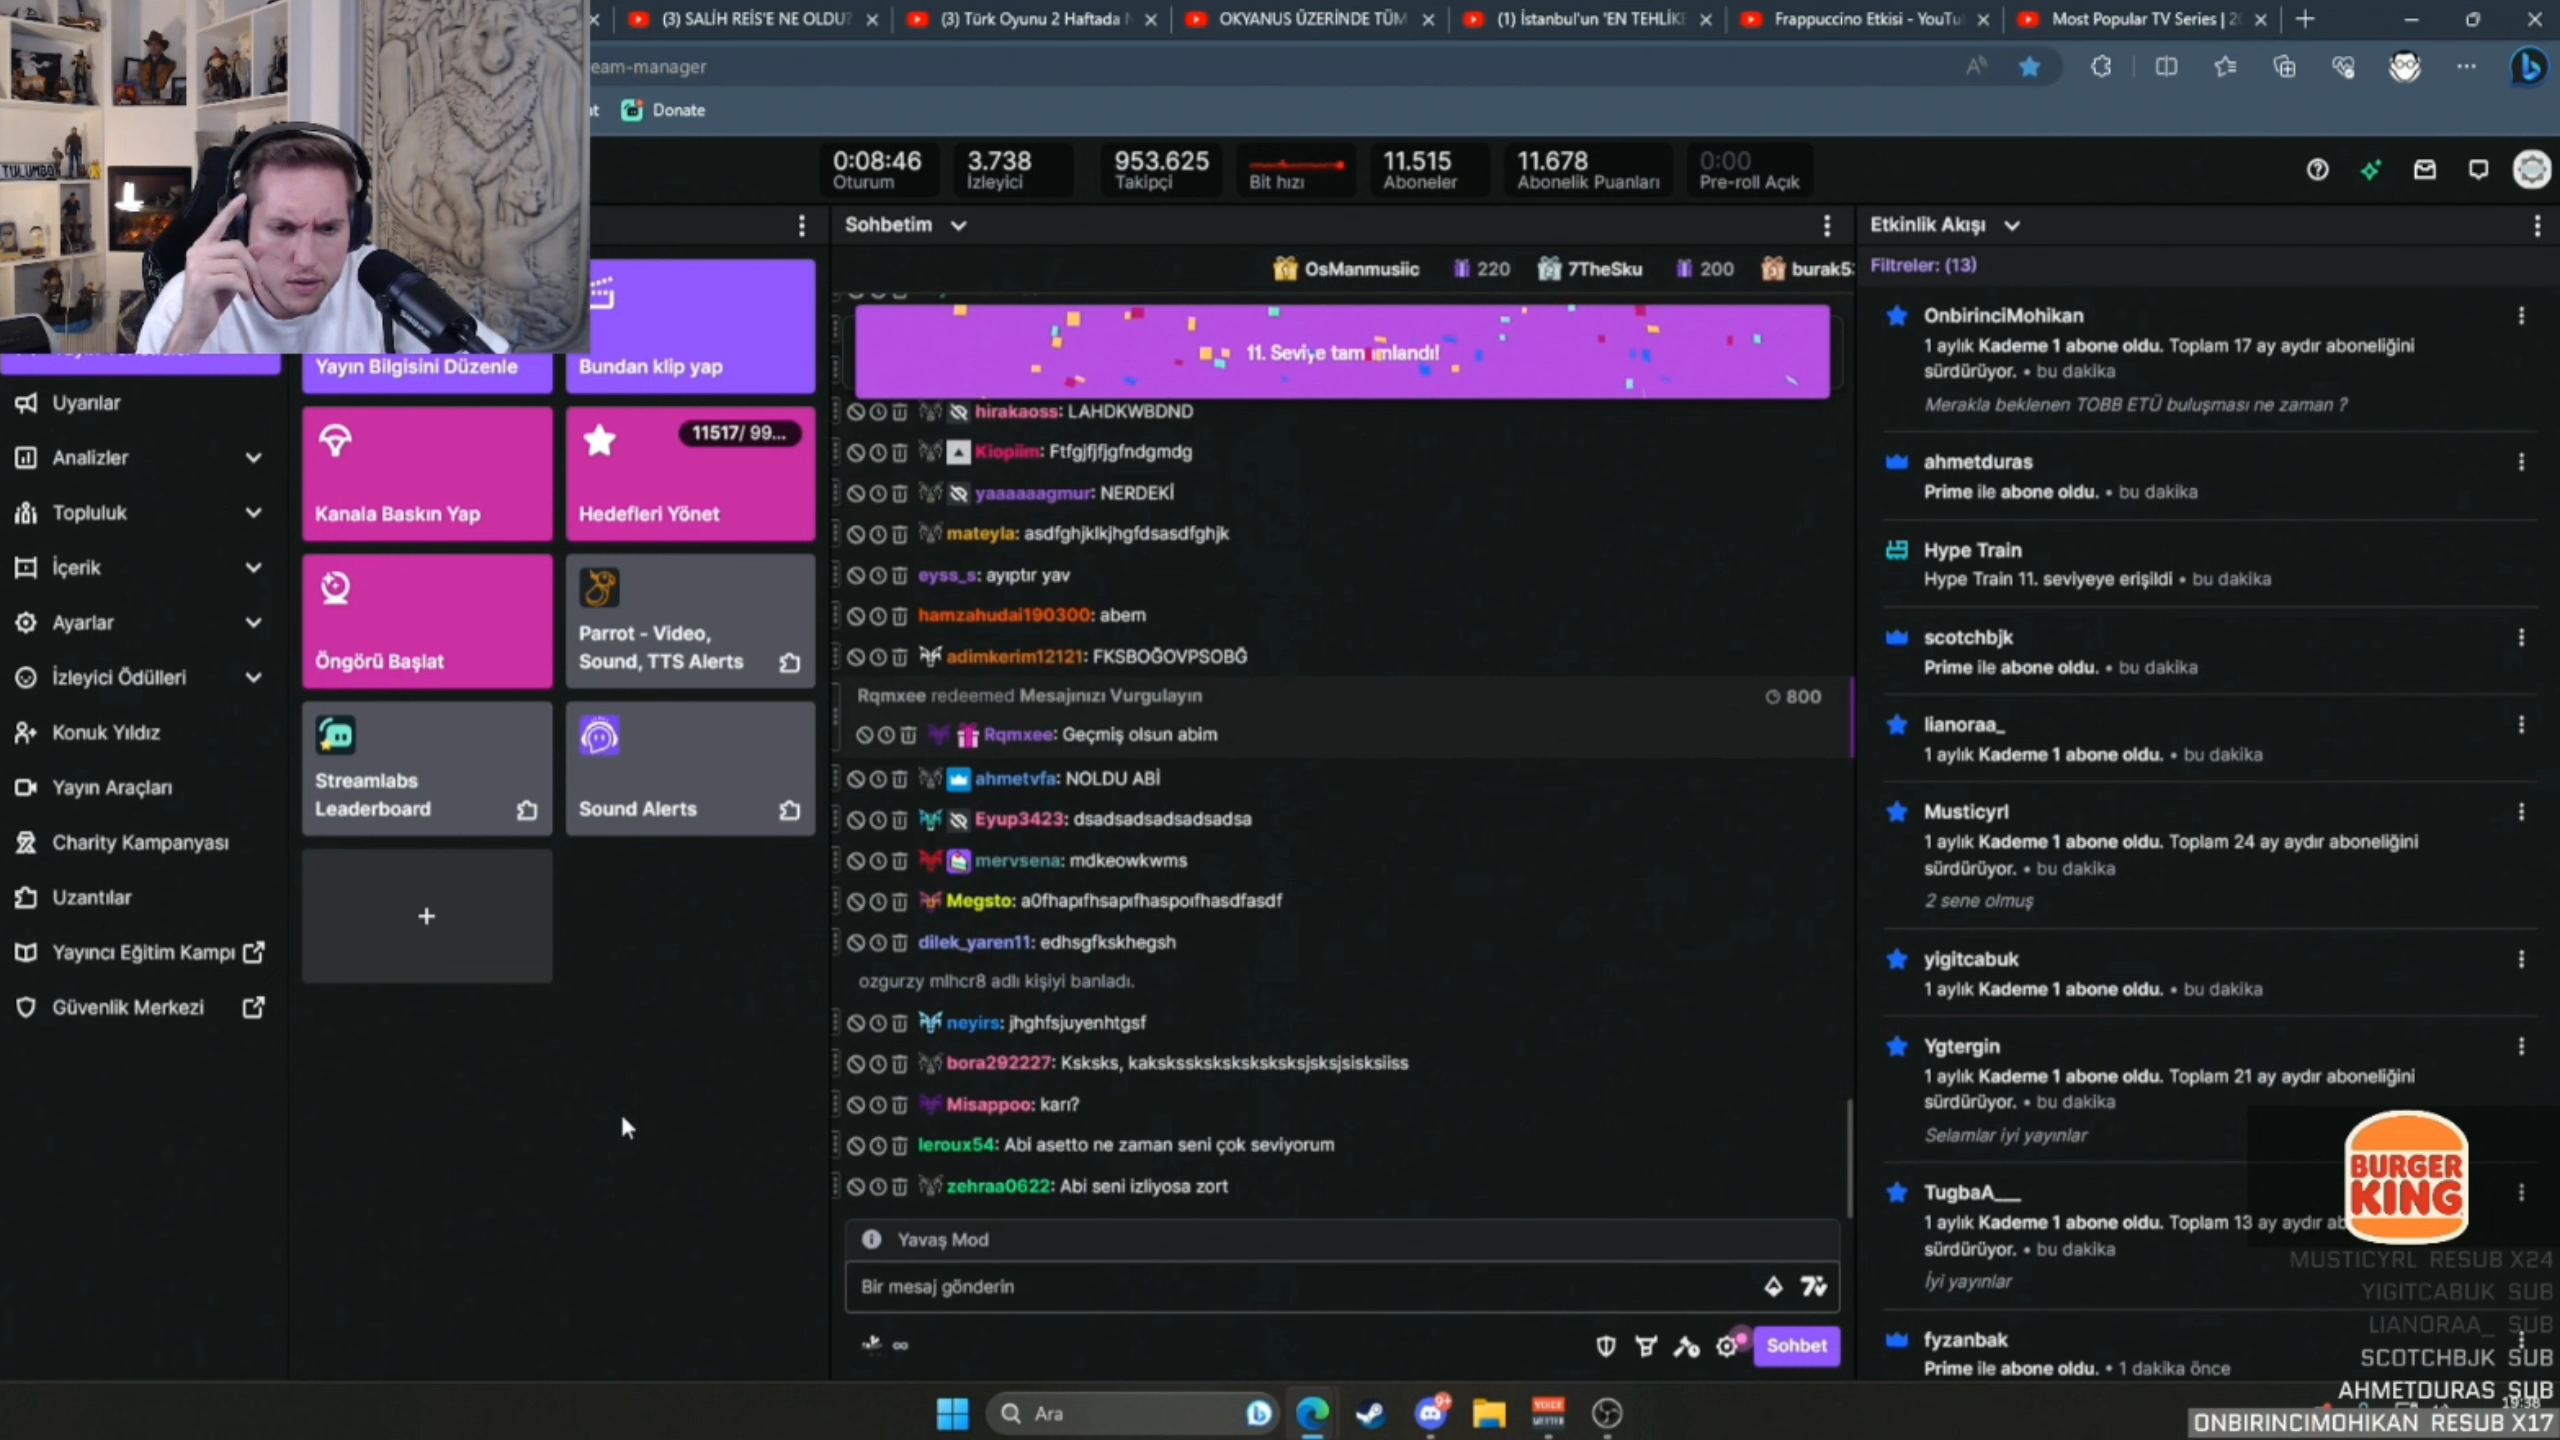 (3) SALİH REİS'E NE OLDU?
(3) Türk Oyunu 2 Haftada
OKYANUS ÜZERİNDE TÜM
(1) İstanbul'un 'EN TEHLİKE
Frappuccino Etkisi - YouTu
Most Popular TV Series | 2
eam-manager
at
Donate
TULUMBO
0:08:46
Oturum
3.738
İzleyici
953.625
Takipçi
Bit hızı
11.515
Aboneler
11.678
Abonelik Puanları
0:00
Pre-roll Açık
Uyarılar
Analizler
Topluluk
İçerik
Ayarlar
İzleyici Ödülleri
Konuk Yıldız
Yayın Araçları
Charity Kampanyası
Uzantılar
Yayıncı Eğitim Kampı
Güvenlik Merkezi
Yayın Bilgisini Düzenle
Bundan klip yap
Kanala Baskın Yap
11517/ 99...
Hedefleri Yönet
Öngörü Başlat
Parrot - Video,
Sound, TTS Alerts
Streamlabs
Leaderboard
Sound Alerts
+
Sohbetim
OsManmusiic 220 7TheSku 200 burak5
11. Seviye tamamlandı!
hirakaoss: LAHDKWBDND
Kiopiim: Ftfgjfjfjgfndgmdg
yaaaaaagmur: NERDEKİ
mateyla: asdfghjklkjhgfdsasdfghjk
eyss_s: ayıptır yav
hamzahudai190300: abem
adimkerim12121: FKSBOĞOVPSOBĞ
Rqmxee redeemed Mesajınızı Vurgulayın 800
Rqmxee: Geçmiş olsun abim
ahmetvfa: NOLDU ABİ
Eyup3423: dsadsadsadsadsadsa
mervsena: mdkeowkwms
Megsto: a0fhapıfhsapıfhaspoıfhasdfasdf
dilek_yaren11: edhsgfkskhegsh
ozgurzy mlhcr8 adlı kişiyi banladı.
neyirs: jhghfsjuyenhtgsf
bora292227: Ksksks, kakskssksksksksksksjsksjsisksiiss
Misappoo: karı?
leroux54: Abi asetto ne zaman seni çok seviyorum
zehraa0622: Abi seni izliyosa zort
Yavaş Mod
Bir mesaj gönderin
Sohbet
Etkinlik Akışı
Filtreler: (13)
OnbirinciMohikan
1 aylık Kademe 1 abone oldu. Toplam 17 ay aydır aboneliğini
sürdürüyor. • bu dakika
Merakla beklenen TOBB ETÜ buluşması ne zaman ?
ahmetduras
Prime ile abone oldu. • bu dakika
Hype Train
Hype Train 11. seviyeye erişildi • bu dakika
scotchbjk
Prime ile abone oldu. • bu dakika
lianoraa_
1 aylık Kademe 1 abone oldu. • bu dakika
Musticyrl
1 aylık Kademe 1 abone oldu. Toplam 24 ay aydır aboneliğini
sürdürüyor. • bu dakika
2 sene olmuş
yigitcabuk
1 aylık Kademe 1 abone oldu. • bu dakika
Ygtergin
1 aylık Kademe 1 abone oldu. Toplam 21 ay aydır aboneliğini
sürdürüyor. • bu dakika
Selamlar iyi yayınlar
TugbaA___
1 aylık Kademe 1 abone oldu. Toplam 13 ay aydır ab
sürdürüyor. • bu dakika
İyi yayınlar
fyzanbak
Prime ile abone oldu. • 1 dakika önce
BURGER
KING
MUSTICYRL RESUB X24
YIGITCABUK SUB
LIANORAA_ SUB
SCOTCHBJK SUB
AHMETDURAS SUB
ONBIRINCIMOHIKAN RESUB X17
Ara
9+
VOICE
MEETER
19:38